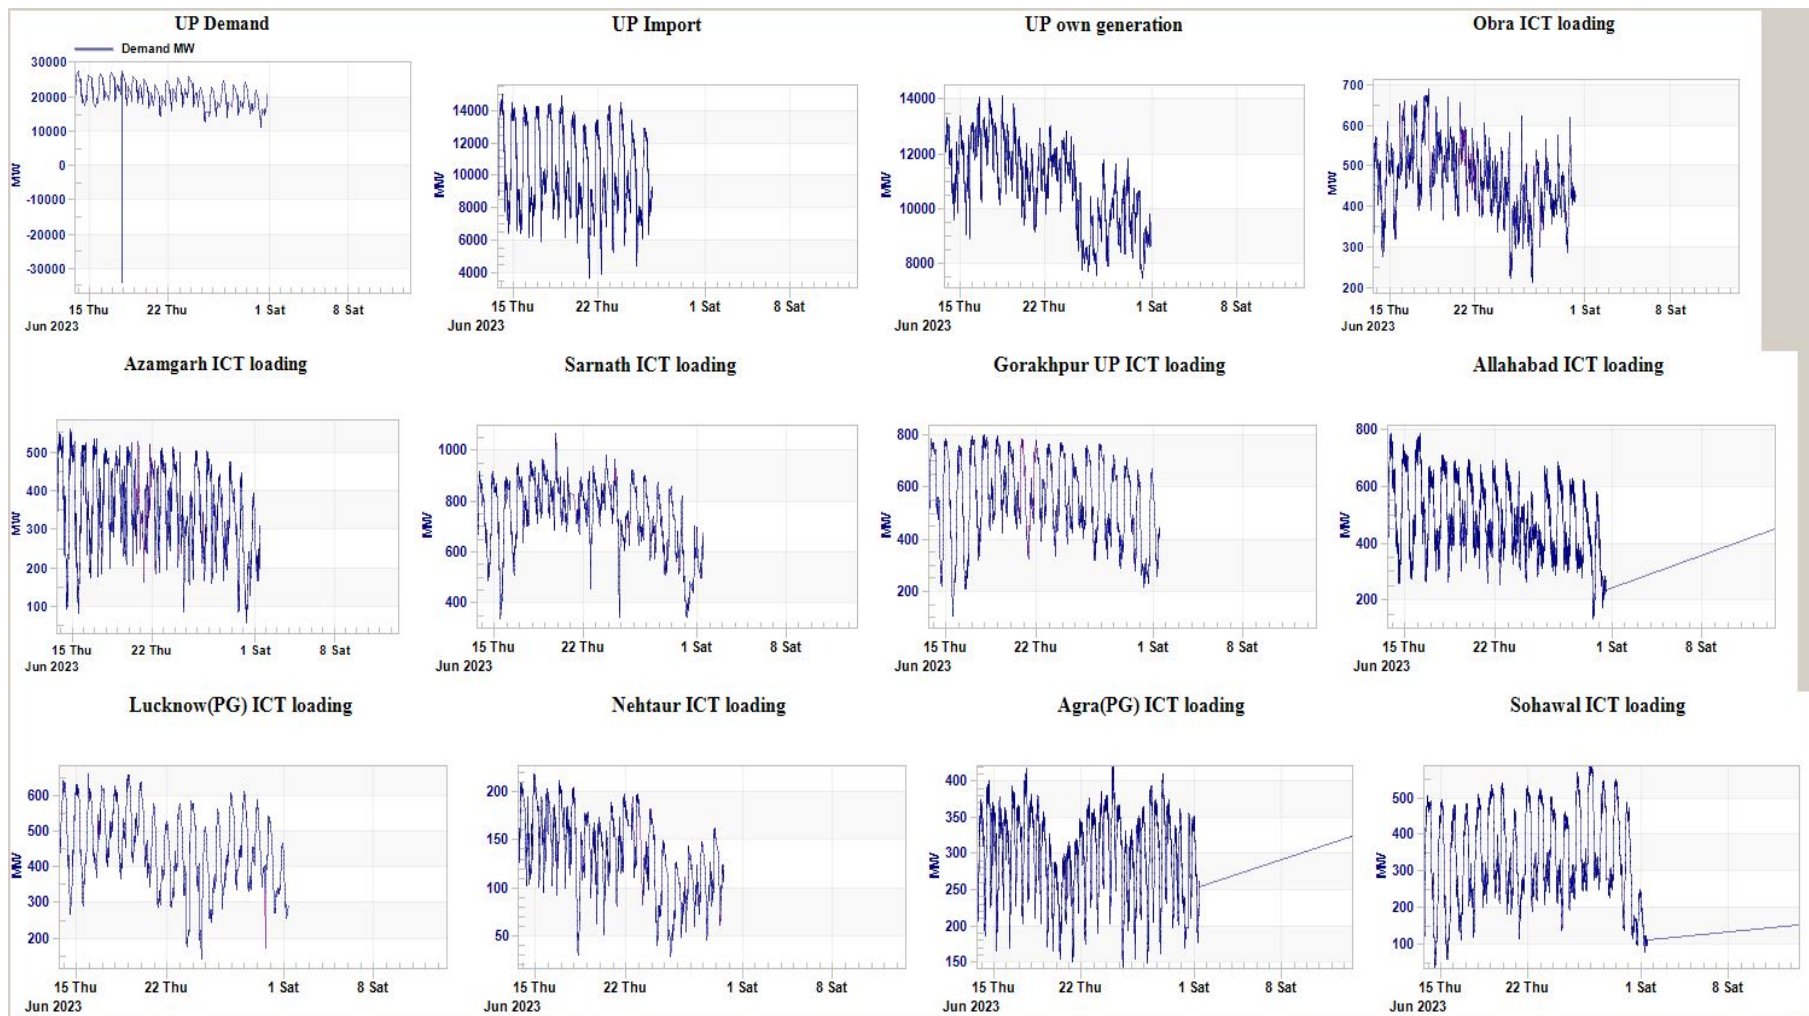 UP Demand
Demand MW
30000
20000
10000
0
-10000
-20000
-30000
MW
15 Thu 22 Thu 1 Sat 8 Sat
Jun 2023
UP Import
14000
12000
10000
8000
6000
4000
MW
15 Thu 22 Thu 1 Sat 8 Sat
Jun 2023
UP own generation
14000
12000
10000
8000
MW
15 Thu 22 Thu 1 Sat 8 Sat
Jun 2023
Obra ICT loading
700
600
500
400
300
200
MW
15 Thu 22 Thu 1 Sat 8 Sat
Jun 2023
Azamgarh ICT loading
500
400
300
200
100
MW
15 Thu 22 Thu 1 Sat 8 Sat
Jun 2023
Sarnath ICT loading
1000
800
600
400
MW
15 Thu 22 Thu 1 Sat 8 Sat
Jun 2023
Gorakhpur UP ICT loading
800
600
400
200
MW
15 Thu 22 Thu 1 Sat 8 Sat
Jun 2023
Allahabad ICT loading
800
600
400
200
MW
15 Thu 22 Thu 1 Sat 8 Sat
Jun 2023
Lucknow(PG) ICT loading
600
500
400
300
200
MW
15 Thu 22 Thu 1 Sat 8 Sat
Jun 2023
Nehtaur ICT loading
200
150
100
50
MW
15 Thu 22 Thu 1 Sat 8 Sat
Jun 2023
Agra(PG) ICT loading
400
350
300
250
200
150
MW
15 Thu 22 Thu 1 Sat 8 Sat
Jun 2023
Sohawal ICT loading
500
400
300
200
100
MW
15 Thu 22 Thu 1 Sat 8 Sat
Jun 2023